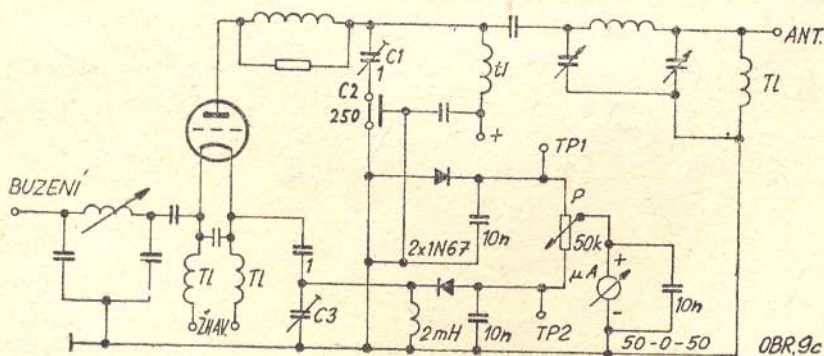 ANT.
C1
1
C2
250
tl
Tl
+
TP1
BUZENÍ
P
50k
2x1N67
10n
µA
+
-
10n
1
Tl
Tl
ŽHAV.
C3
2mH
10n
TP2
50-0-50
OBR.9c